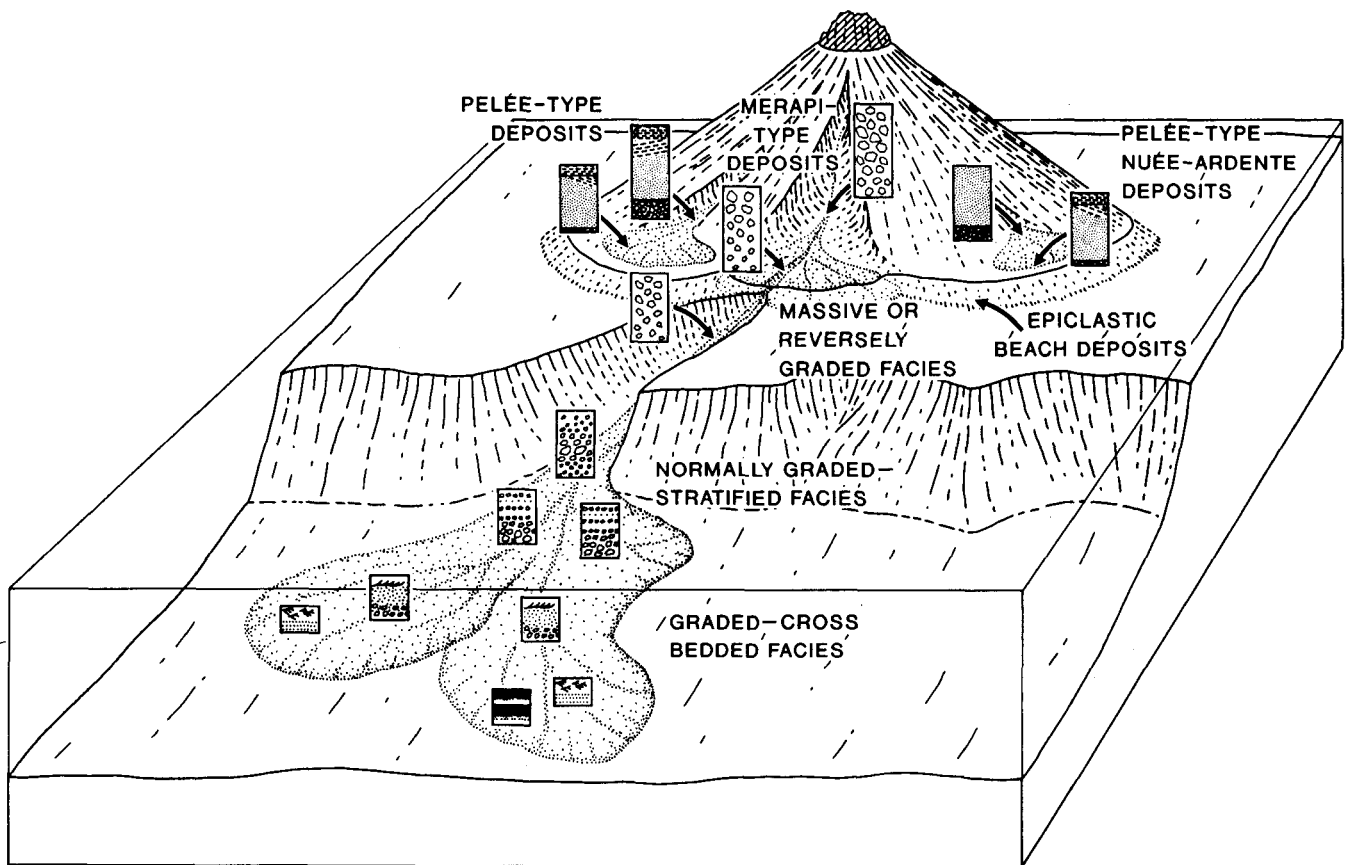 PELÉE-TYPE
DEPOSITS
MERAPI-
TYPE
DEPOSITS
PELÉE-TYPE
NUÉE-ARDENTE
DEPOSITS
MASSIVE OR
REVERSELY
GRADED FACIES
EPICLASTIC
BEACH DEPOSITS
NORMALLY GRADED-
STRATIFIED FACIES
GRADED-CROSS
BEDDED FACIES